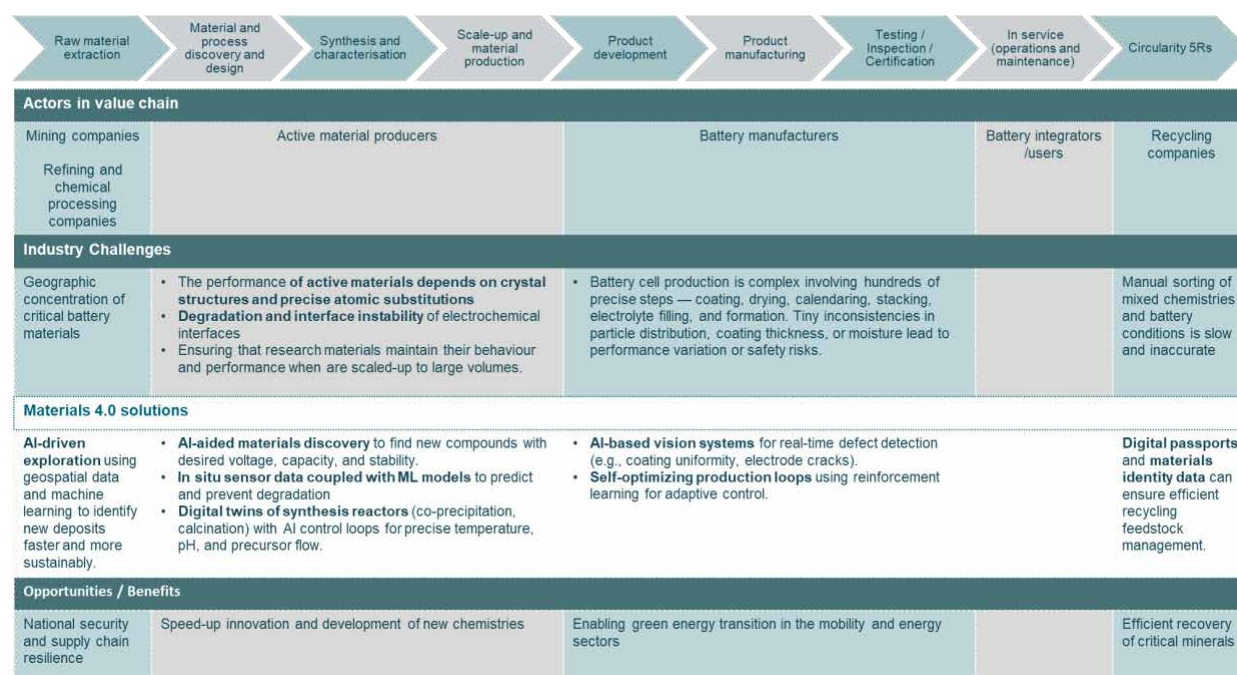 Raw material
extraction
Material and
process
discovery and
design
Synthesis and
characterisation
Scale-up and
material
production
Product
development
Product
manufacturing
Testing /
Inspection /
Certification
In service
(operations and
maintenance)
Circularity 5Rs
Actors in value chain
Mining companies
Refining and
chemical
processing
companies
Active material producers
Battery manufacturers
Battery integrators
/users
Recycling
companies
Industry Challenges
Geographic
concentration of
critical battery
materials
• The performance of active materials depends on crystal
structures and precise atomic substitutions
• Degradation and interface instability of electrochemical
interfaces
• Ensuring that research materials maintain their behaviour
and performance when are scaled-up to large volumes.
• Battery cell production is complex involving hundreds of
precise steps — coating, drying, calendaring, stacking,
electrolyte filling, and formation. Tiny inconsistencies in
particle distribution, coating thickness, or moisture lead to
performance variation or safety risks.
Manual sorting of
mixed chemistries
and battery
conditions is slow
and inaccurate
Materials 4.0 solutions
AI-driven
exploration using
geospatial data
and machine
learning to identify
new deposits
faster and more
sustainably.
• AI-aided materials discovery to find new compounds with
desired voltage, capacity, and stability.
• In situ sensor data coupled with ML models to predict
and prevent degradation
• Digital twins of synthesis reactors (co-precipitation,
calcination) with AI control loops for precise temperature,
pH, and precursor flow.
• AI-based vision systems for real-time defect detection
(e.g., coating uniformity, electrode cracks).
• Self-optimizing production loops using reinforcement
learning for adaptive control.
Digital passports
and materials
identity data can
ensure efficient
recycling
feedstock
management.
Opportunities / Benefits
National security
and supply chain
resilience
Speed-up innovation and development of new chemistries
Enabling green energy transition in the mobility and energy
sectors
Efficient recovery
of critical minerals